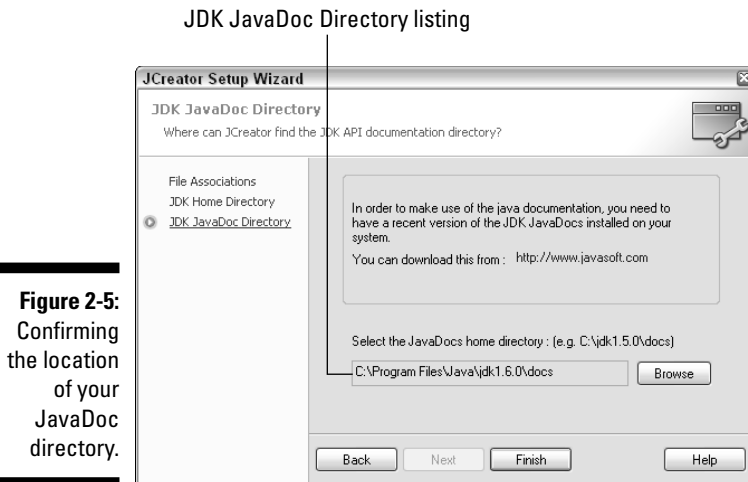 JDK JavaDoc Directory listing
JCreator Setup Wizard
JDK JavaDoc Directory
Where can JCreator find the JDK API documentation directory?
File Associations
JDK Home Directory
JDK JavaDoc Directory
In order to make use of the java documentation, you need to
have a recent version of the JDK JavaDocs installed on your
system.
You can download this from : http://www.javasoft.com
Select the JavaDocs home directory : (e.g. C:\jdk1.5.0\docs)
C:\Program Files\Java\jdk1.6.0\docs
Browse
Back
Next
Finish
Help
Figure 2-5:
Confirming
the location
of your
JavaDoc
directory.